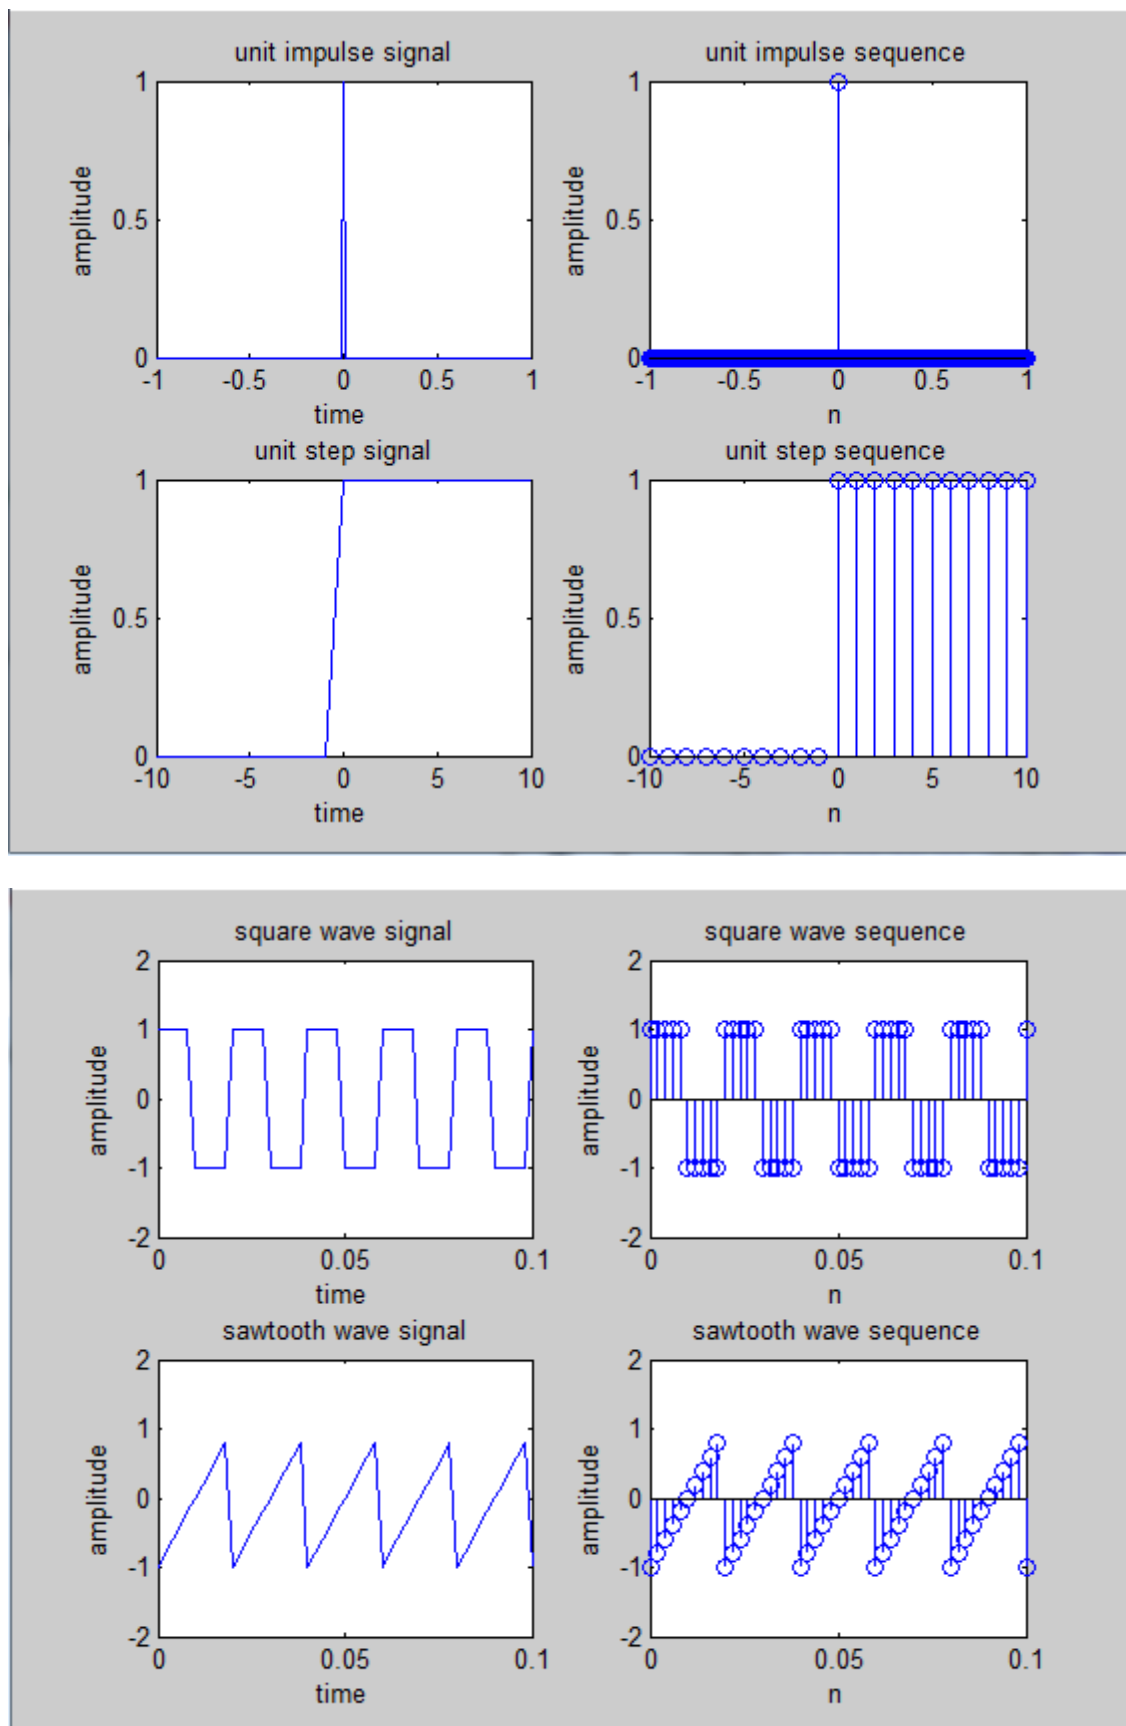 unit impulse signal
unit impulse sequence
1
0.5
0
amplitude
-1 -0.5 0 0.5 1
time
1
0.5
0
amplitude
-1 -0.5 0 0.5 1
n
unit step signal
unit step sequence
1
0.5
0
amplitude
-10 -5 0 5 10
time
1
0.5
0
amplitude
-10 -5 0 5 10
n
square wave signal
square wave sequence
2
1
0
-1
-2
amplitude
0 0.05 0.1
time
2
1
0
-1
-2
amplitude
0 0.05 0.1
n
sawtooth wave signal
sawtooth wave sequence
2
1
0
-1
-2
amplitude
0 0.05 0.1
time
2
1
0
-1
-2
amplitude
0 0.05 0.1
n